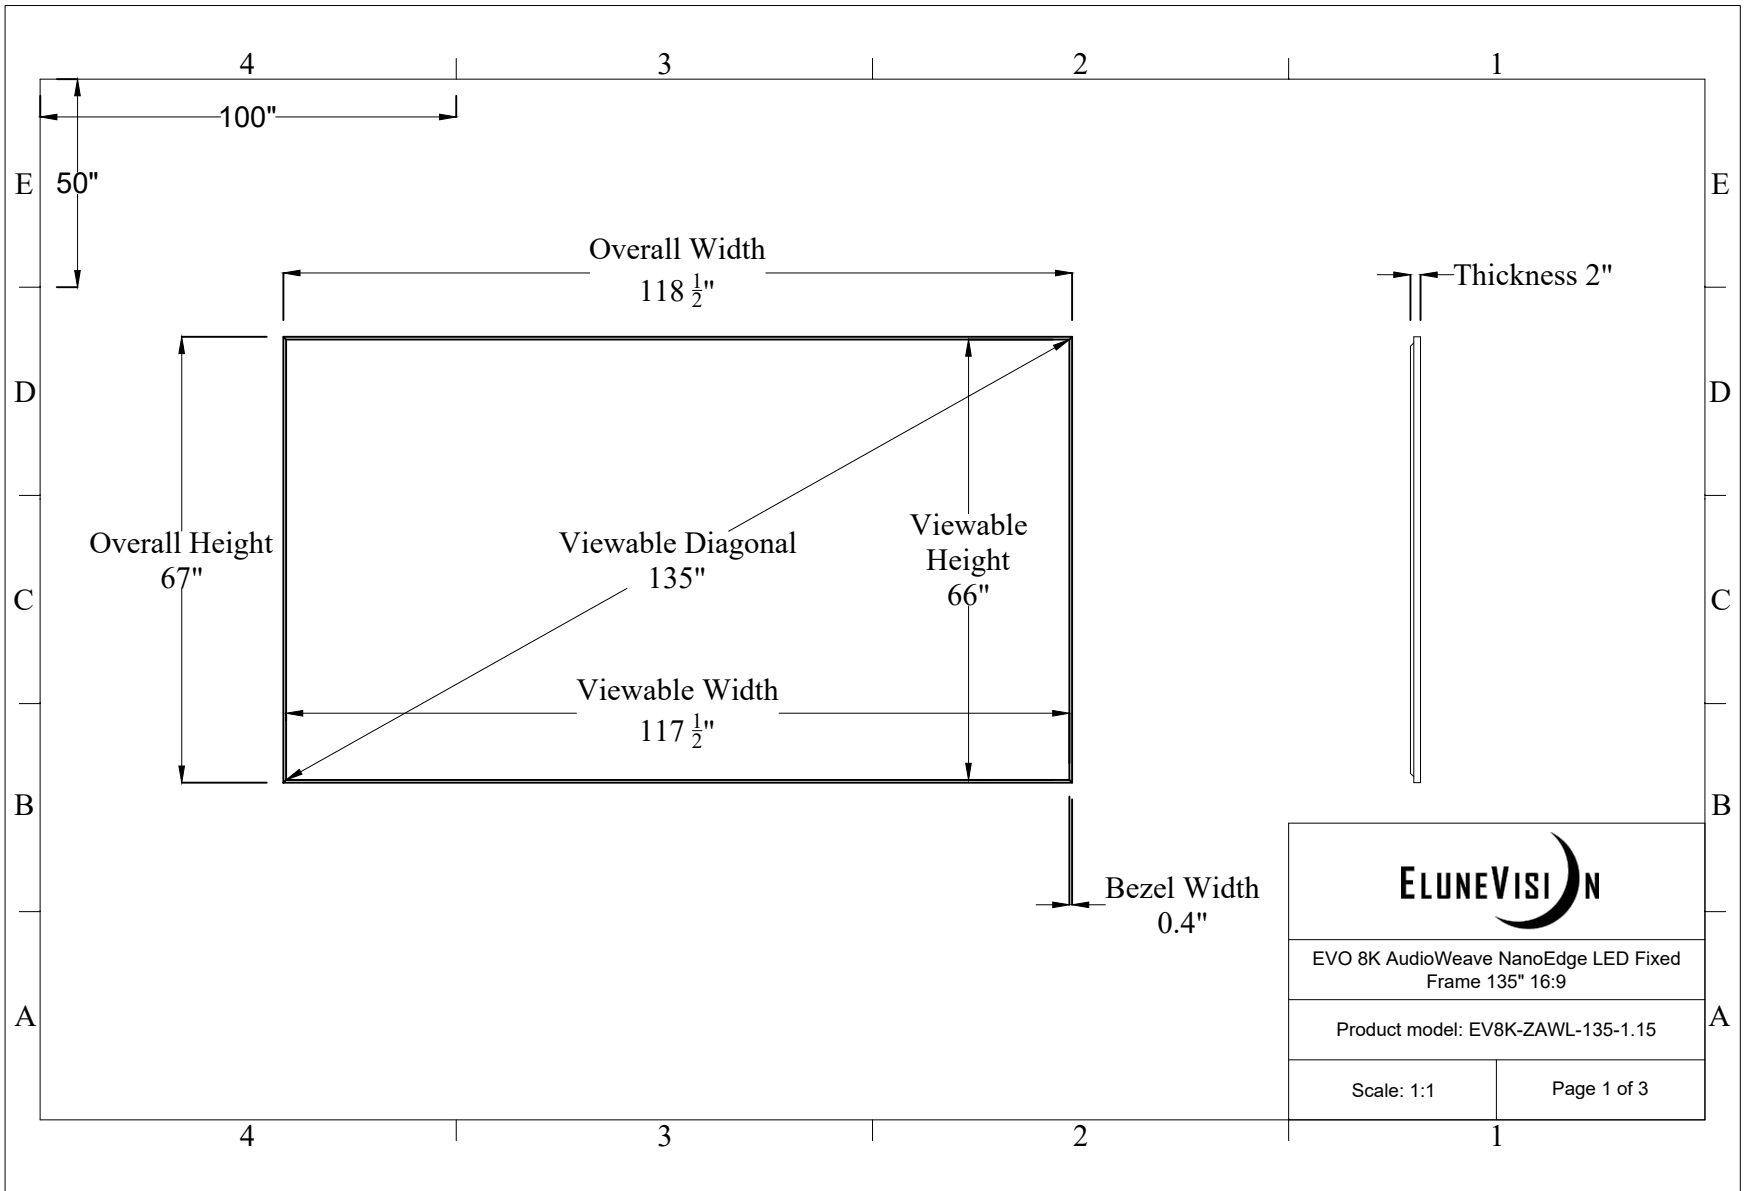 4 3 2 1
100"
50"
E E
Overall Width
118 1/2"
Thickness 2"
D D
Overall Height
67"
Viewable Diagonal
135"
Viewable
Height
66"
C C
Viewable Width
117 1/2"
B B
Bezel Width
0.4"
ELUNEVISION
EVO 8K AudioWeave NanoEdge LED Fixed
Frame 135" 16:9
Product model: EV8K-ZAWL-135-1.15
A A
Scale: 1:1
Page 1 of 3
4 3 2 1